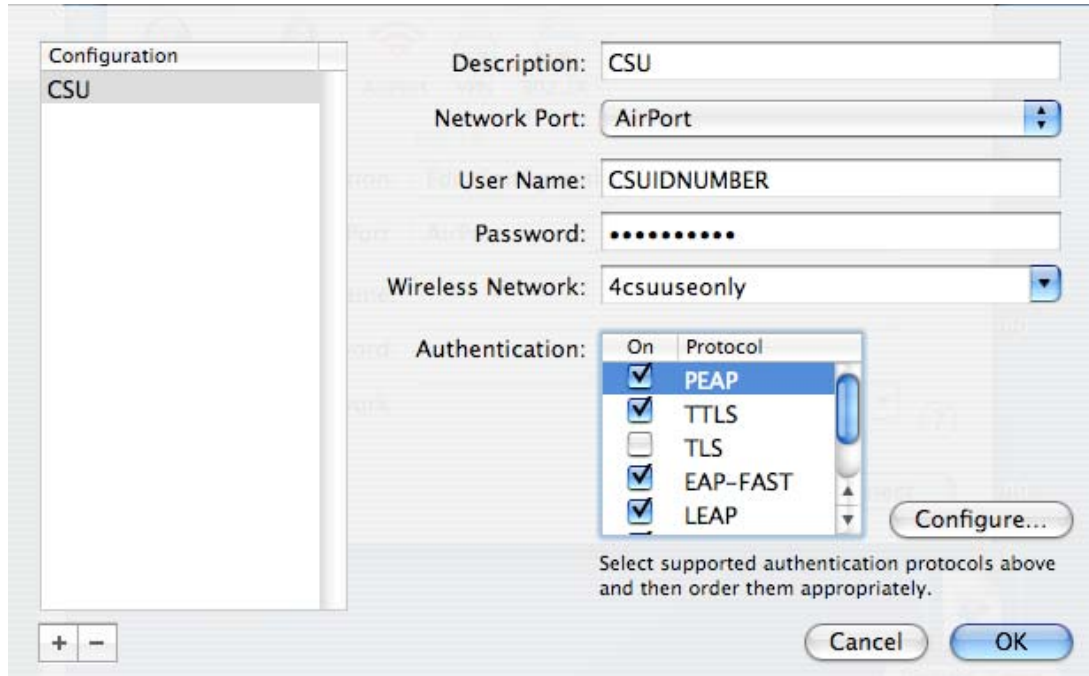 Configuration
CSU
Description: CSU
Network Port: AirPort
User Name: CSUIDNUMBER
Password: ••••••••••
Wireless Network: 4csuuseonly
Authentication:
On Protocol
PEAP
TTLS
TLS
EAP-FAST
LEAP
Configure...
Select supported authentication protocols above
and then order them appropriately.
+ −
Cancel OK